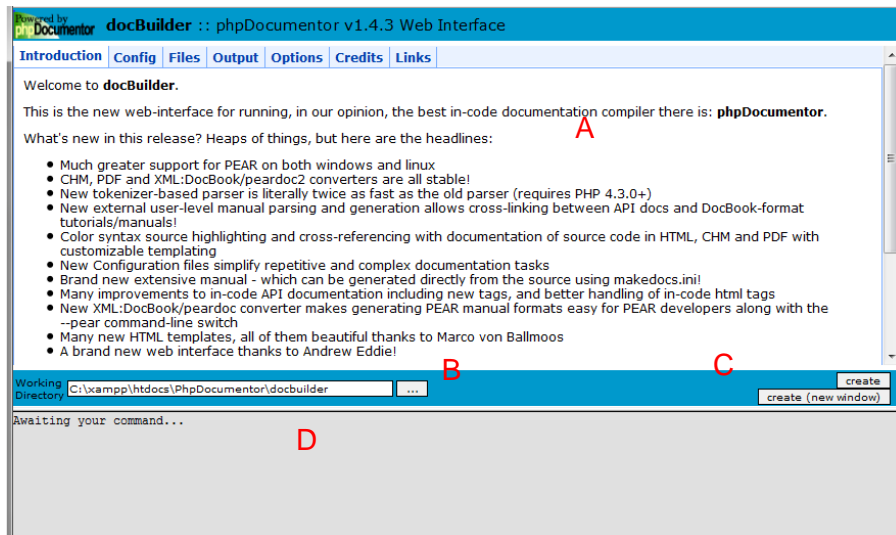 Powered by
phpDocumentor docBuilder :: phpDocumentor v1.4.3 Web Interface
Introduction Config Files Output Options Credits Links
Welcome to docBuilder.
This is the new web-interface for running, in our opinion, the best in-code documentation compiler there is: phpDocumentor.
A
What's new in this release? Heaps of things, but here are the headlines:
Much greater support for PEAR on both windows and linux
CHM, PDF and XML:DocBook/peardoc2 converters are all stable!
New tokenizer-based parser is literally twice as fast as the old parser (requires PHP 4.3.0+)
New external user-level manual parsing and generation allows cross-linking between API docs and DocBook-format
tutorials/manuals!
Color syntax source highlighting and cross-referencing with documentation of source code in HTML, CHM and PDF with
customizable templating
New Configuration files simplify repetitive and complex documentation tasks
Brand new extensive manual - which can be generated directly from the source using makedocs.ini!
Many improvements to in-code API documentation including new tags, and better handling of in-code html tags
New XML:DocBook/peardoc converter makes generating PEAR manual formats easy for PEAR developers along with the
--pear command-line switch
Many new HTML templates, all of them beautiful thanks to Marco von Ballmoos
A brand new web interface thanks to Andrew Eddie!
B
C
Working
Directory C:\xampp\htdocs\PhpDocumentor\docbuilder ...
create
create (new window)
Awaiting your command...
D